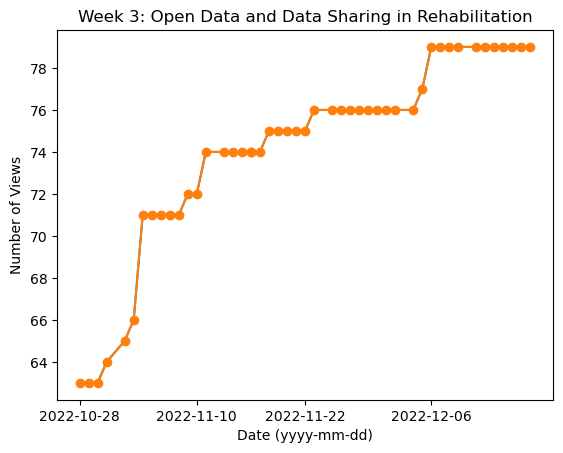 Week 3: Open Data and Data Sharing in Rehabilitation
Number of Views
78
76
74
72
70
68
66
64
2022-10-28 2022-11-10 2022-11-22 2022-12-06
Date (yyyy-mm-dd)